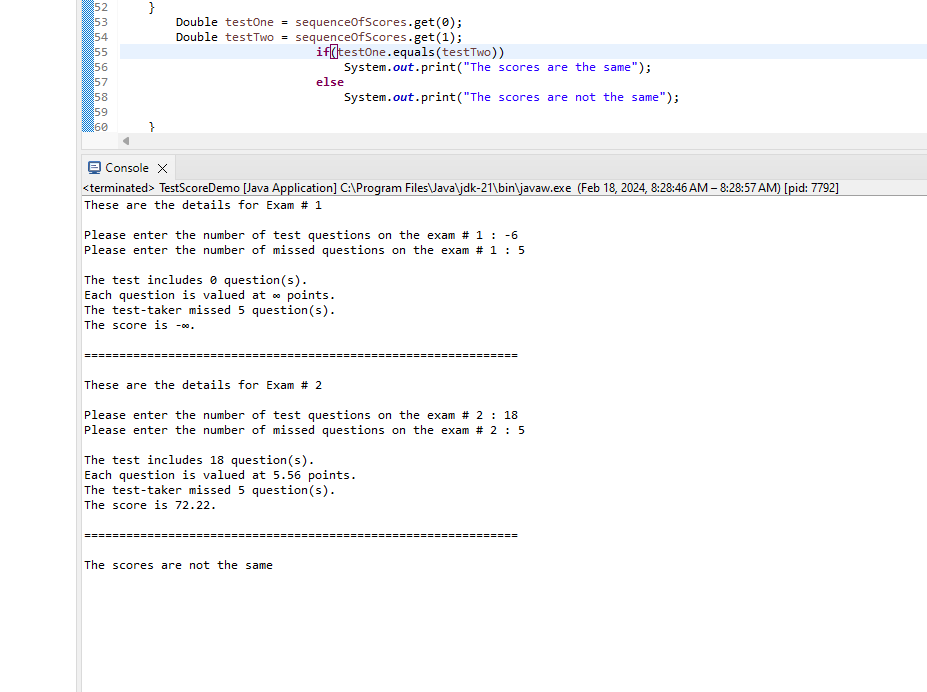 52 }
53 Double testOne = sequenceOfScores.get(0);
54 Double testTwo = sequenceOfScores.get(1);
55 if(testOne.equals(testTwo))
56 System.out.print("The scores are the same");
57 else
58 System.out.print("The scores are not the same");
59
60 }
Console
<terminated> TestScoreDemo [Java Application] C:\Program Files\Java\jdk-21\bin\javaw.exe (Feb 18, 2024, 8:28:46 AM – 8:28:57 AM) [pid: 7792]
These are the details for Exam # 1
Please enter the number of test questions on the exam # 1 : -6
Please enter the number of missed questions on the exam # 1 : 5
The test includes 0 question(s).
Each question is valued at ∞ points.
The test-taker missed 5 question(s).
The score is -∞.
==============================================================
These are the details for Exam # 2
Please enter the number of test questions on the exam # 2 : 18
Please enter the number of missed questions on the exam # 2 : 5
The test includes 18 question(s).
Each question is valued at 5.56 points.
The test-taker missed 5 question(s).
The score is 72.22.
==============================================================
The scores are not the same